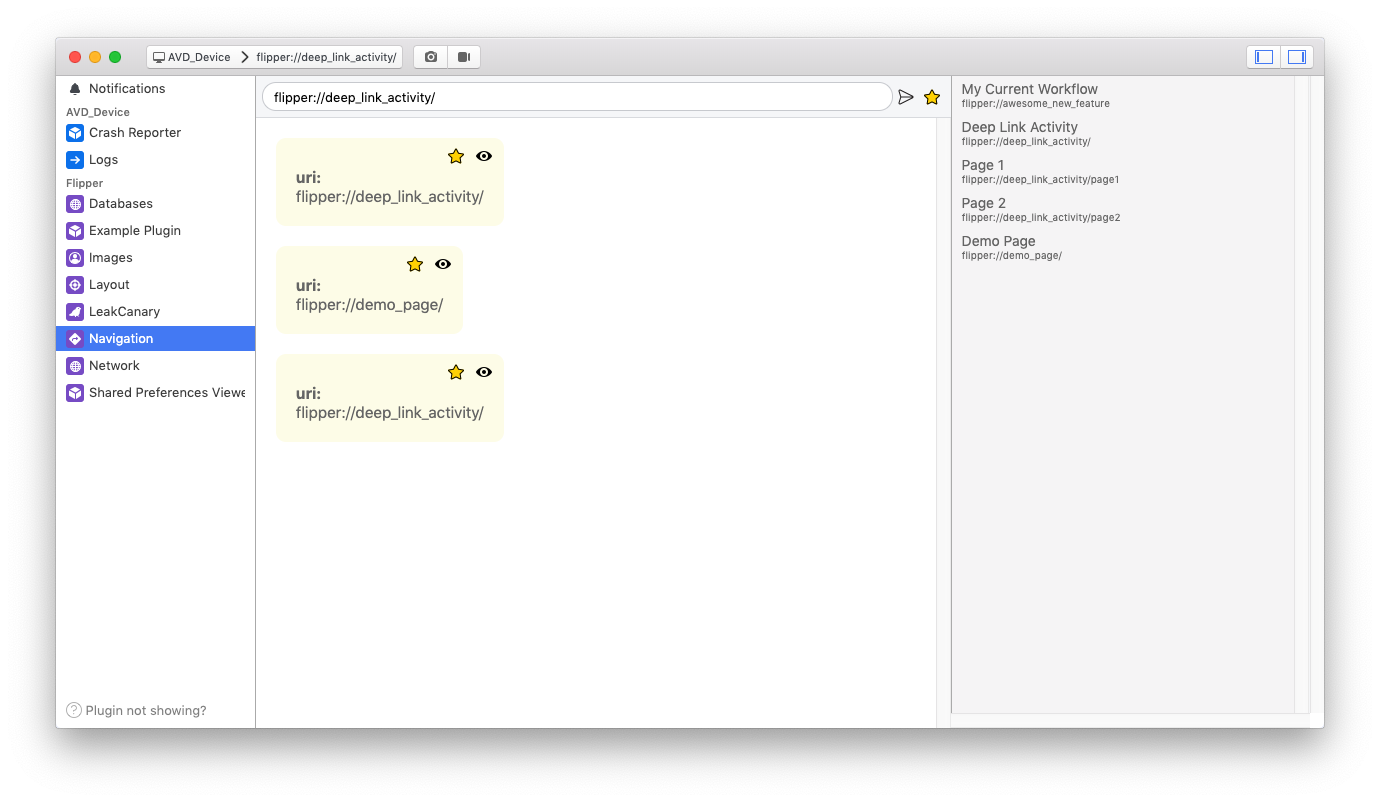 AVD_Device
flipper://deep_link_activity/
Notifications
AVD_Device
Crash Reporter
Logs
Flipper
Databases
Example Plugin
Images
Layout
LeakCanary
Navigation
Network
Shared Preferences Viewe
? Plugin not showing?
flipper://deep_link_activity/
uri:
flipper://deep_link_activity/
uri:
flipper://demo_page/
uri:
flipper://deep_link_activity/
My Current Workflow
flipper://awesome_new_feature
Deep Link Activity
flipper://deep_link_activity/
Page 1
flipper://deep_link_activity/page1
Page 2
flipper://deep_link_activity/page2
Demo Page
flipper://demo_page/